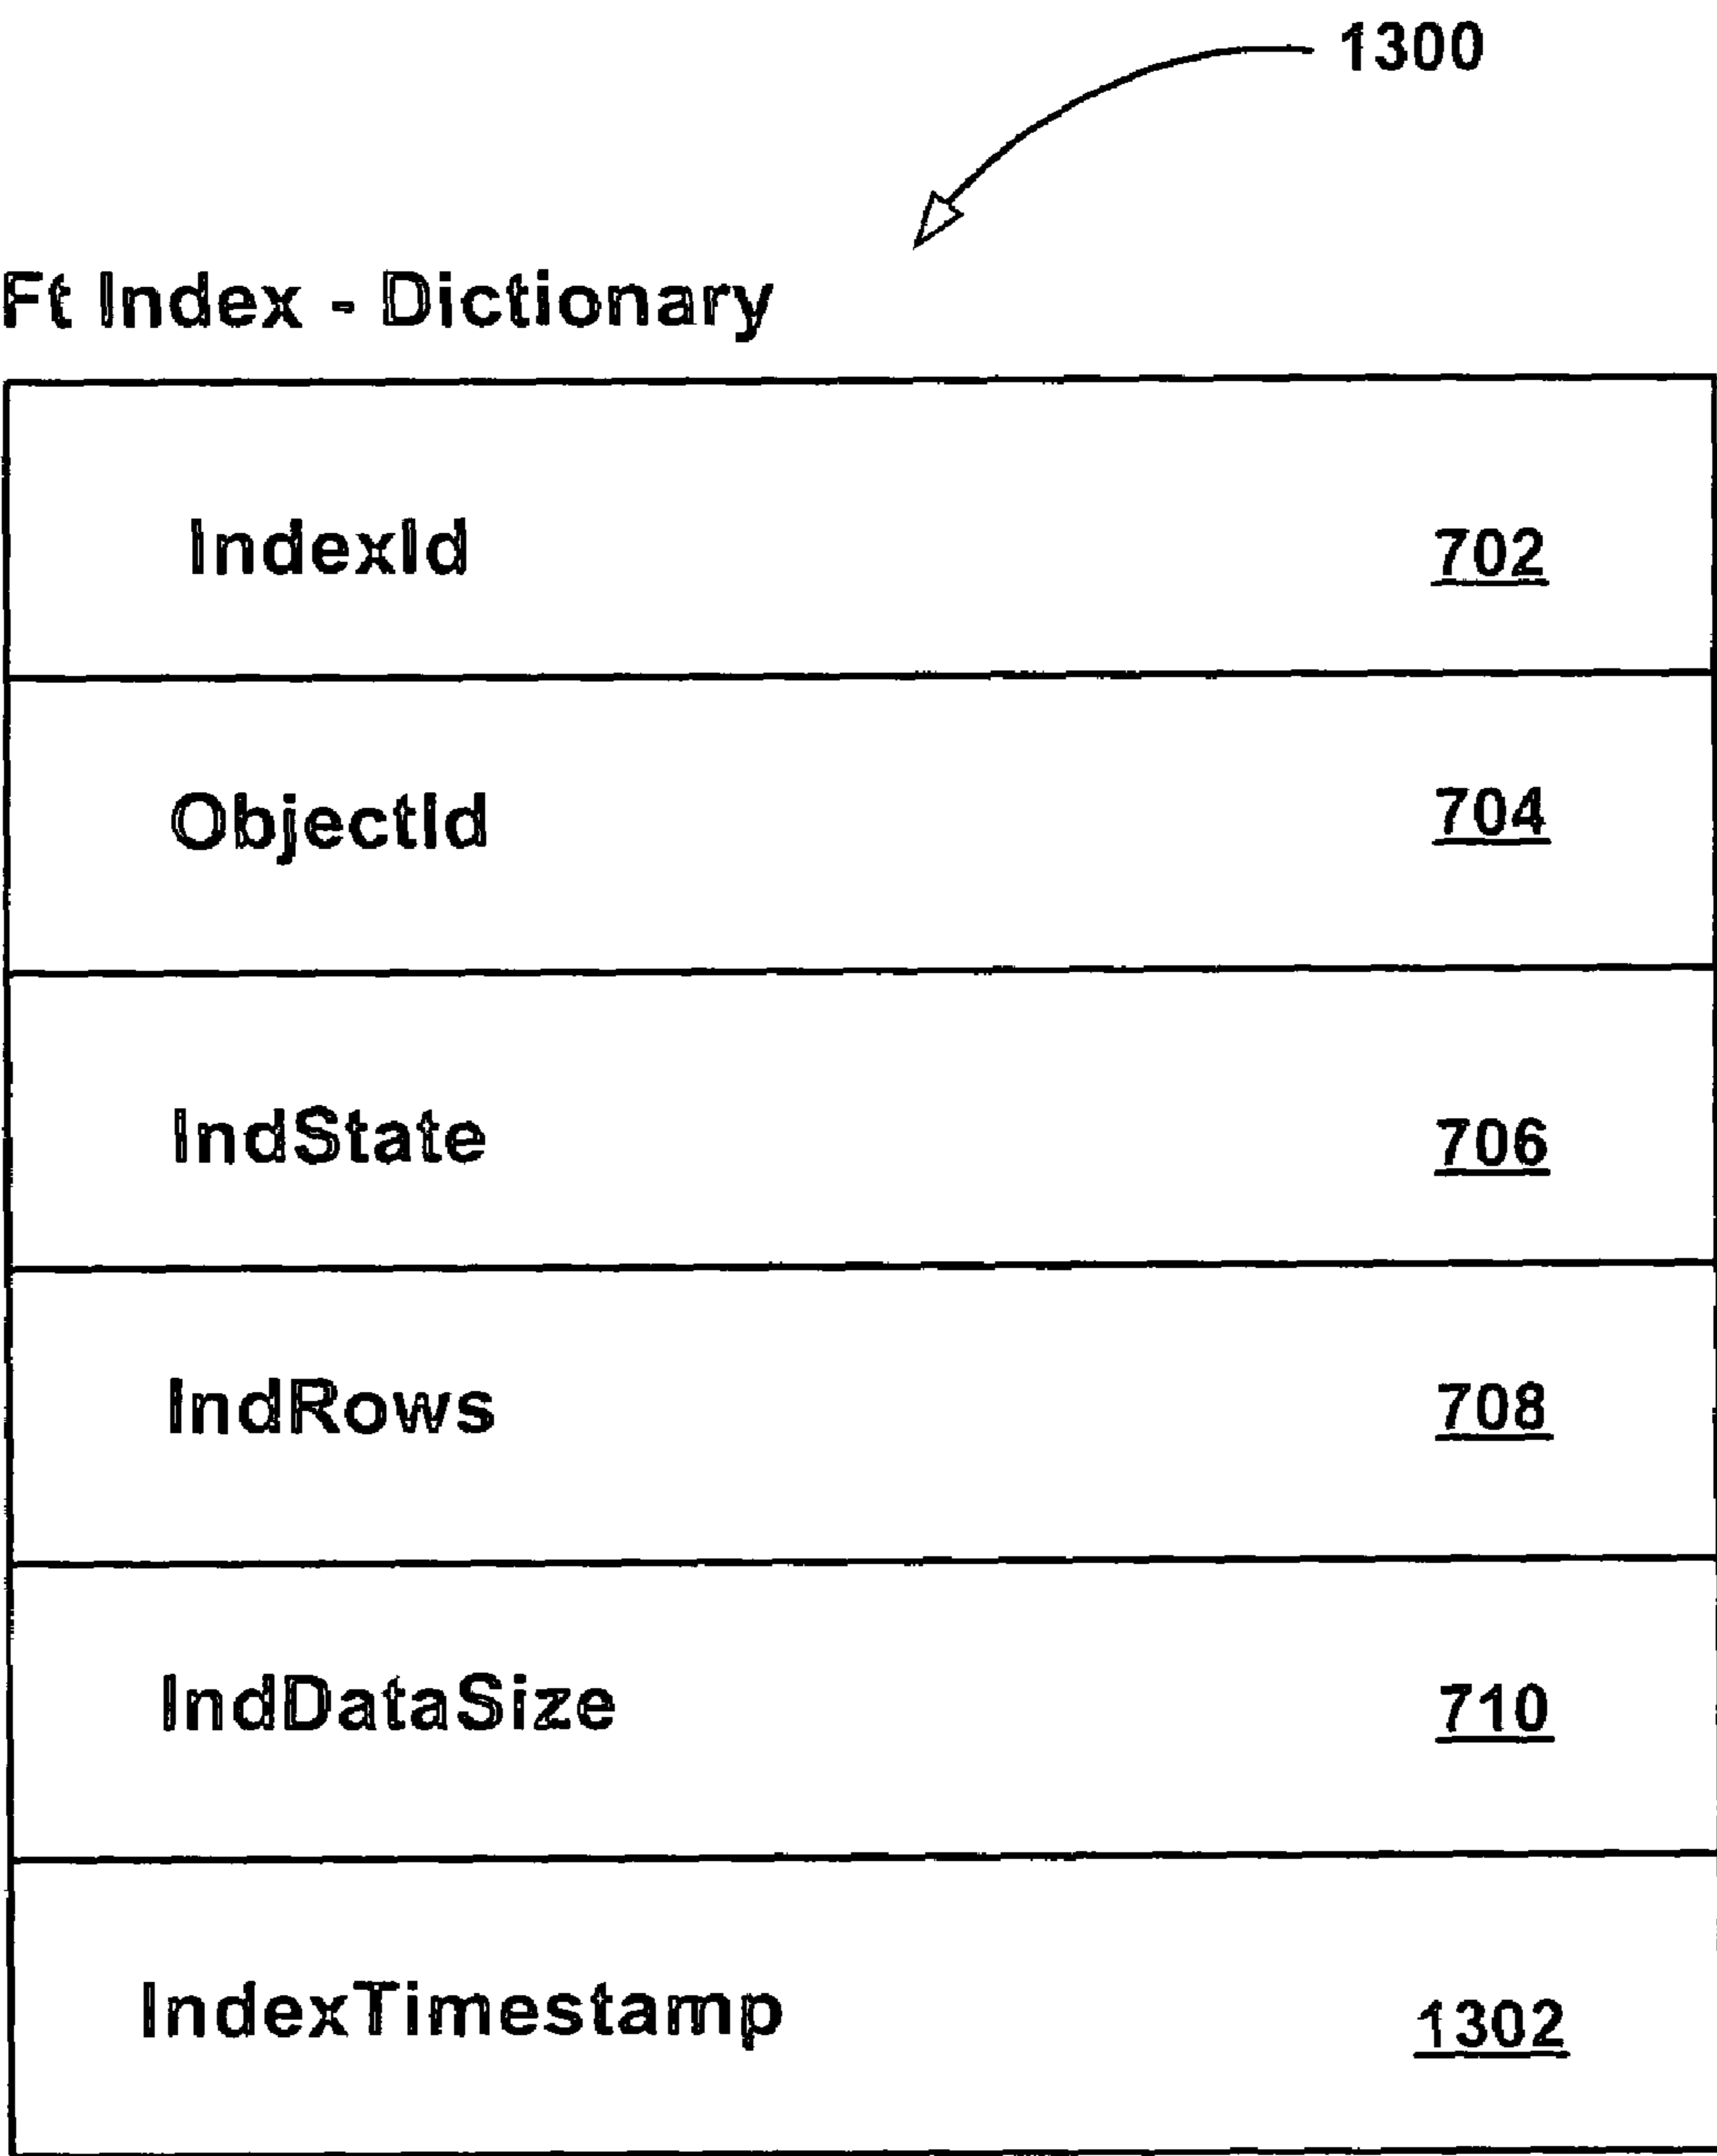 1300
Ft Index - Dictionary
IndexId 702
ObjectId 704
IndState 706
IndRows 708
IndDataSize 710
IndexTimestamp 1302